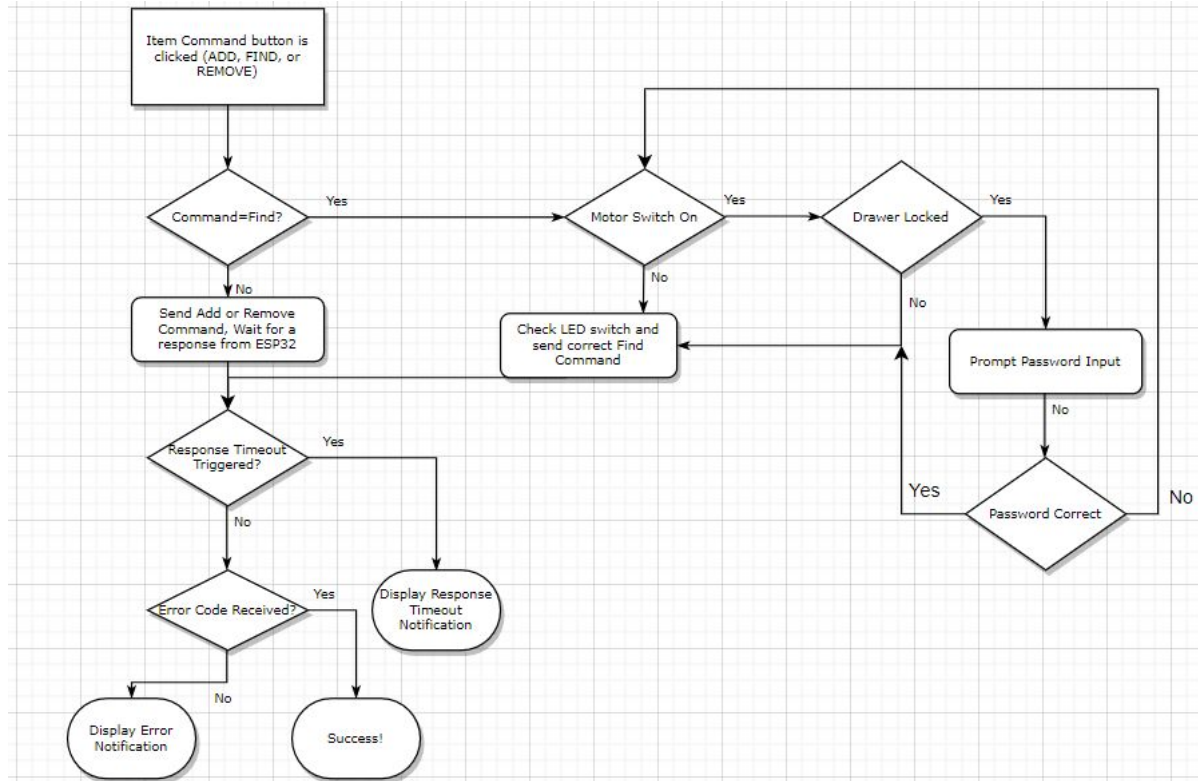 Item Command button is
clicked (ADD, FIND, or
REMOVE)
Command=Find?
Yes
Motor Switch On
Yes
Drawer Locked
Yes
No
No
No
Send Add or Remove
Command, Wait for a
response from ESP32
Check LED switch and
send correct Find
Command
Prompt Password Input
No
Response Timeout
Triggered?
Yes
Yes
Password Correct
No
No
Error Code Received?
Yes
Display Response
Timeout
Notification
No
Display Error
Notification
Success!